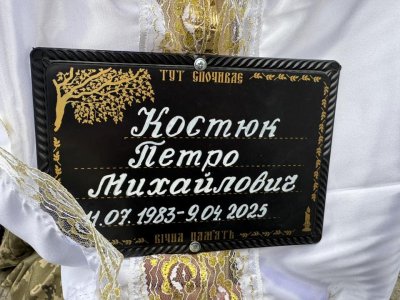 ТУТ СПОЧИВАЄ
Костюк
Петро
Михайлович
11.07.1983-9.04.2025
ВІЧНА ПАМ'ЯТЬ